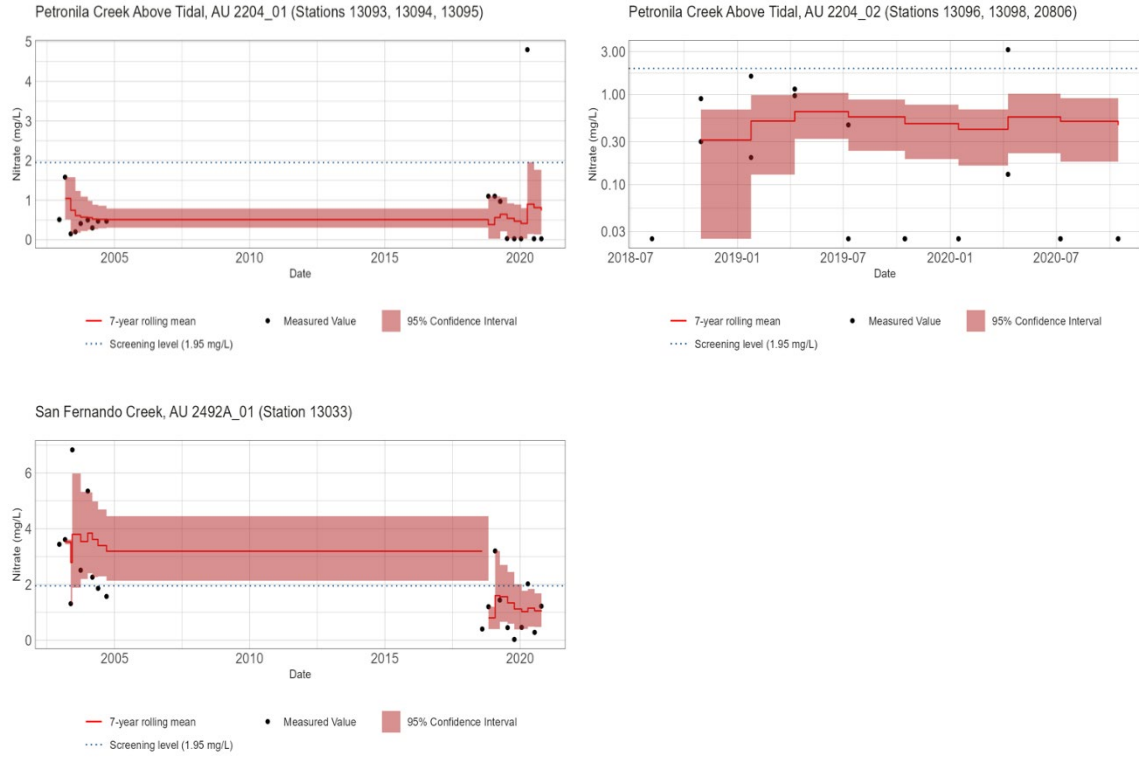 Petronila Creek Above Tidal, AU 2204_01 (Stations 13093, 13094, 13095)
5
4
3
2
1
0
Nitrate (mg/L)
2005
2010
2015
2020
Date
7-year rolling mean
Measured Value
95% Confidence Interval
Screening level (1.95 mg/L)
Petronila Creek Above Tidal, AU 2204_02 (Stations 13096, 13098, 20806)
3.00
1.00
0.30
0.10
0.03
Nitrate (mg/L)
2018-07
2019-01
2019-07
2020-01
2020-07
Date
7-year rolling mean
Measured Value
95% Confidence Interval
Screening level (1.95 mg/L)
San Fernando Creek, AU 2492A_01 (Station 13033)
6
4
2
0
Nitrate (mg/L)
2005
2010
2015
2020
Date
7-year rolling mean
Measured Value
95% Confidence Interval
Screening level (1.95 mg/L)